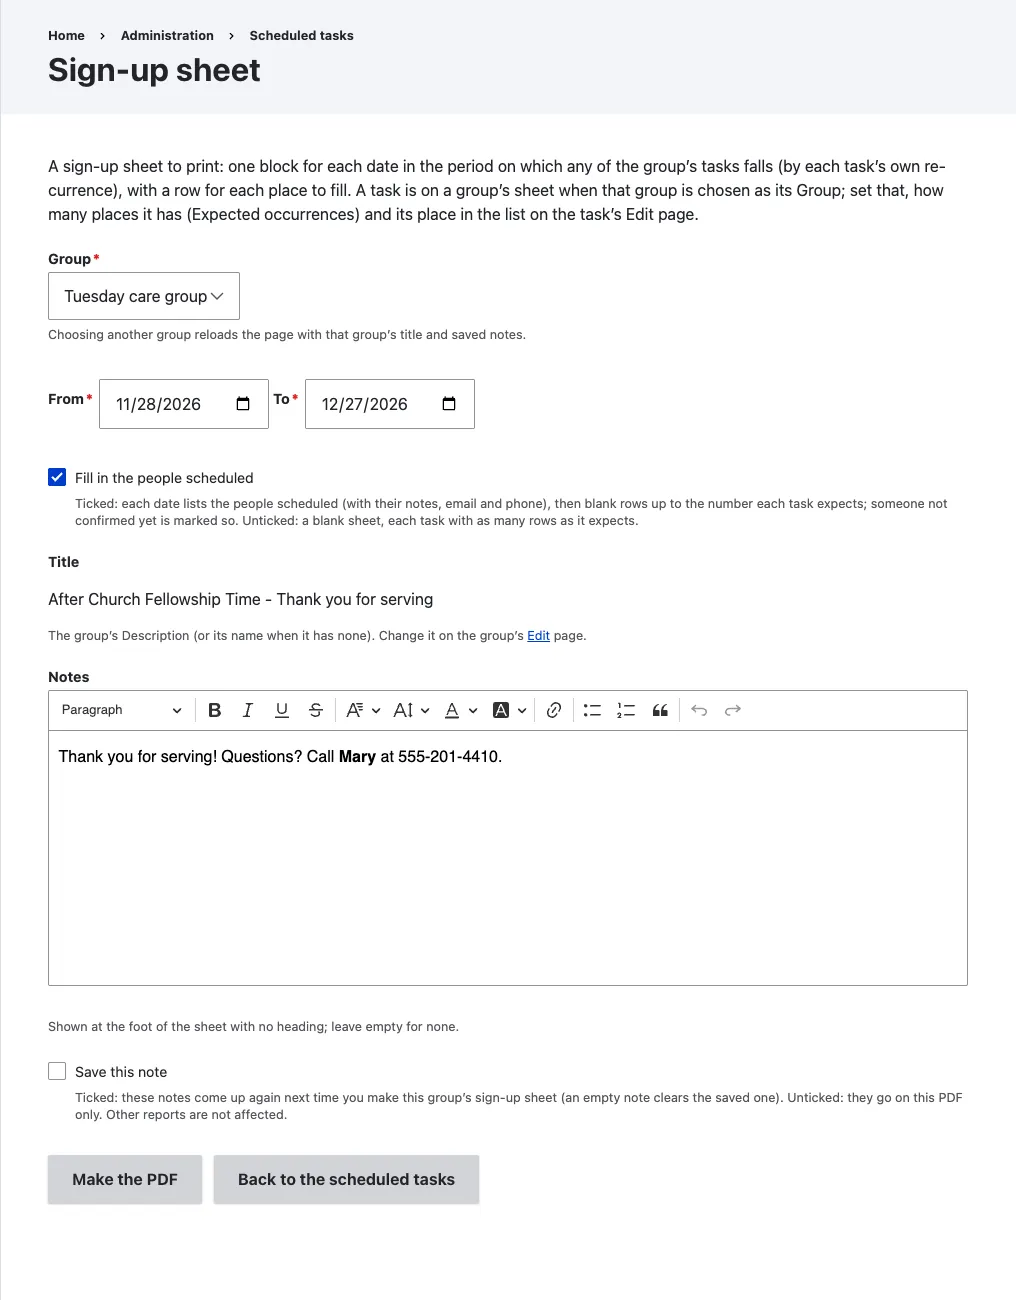 Home › Administration › Scheduled tasks
Sign-up sheet
A sign-up sheet to print: one block for each date in the period on which any of the group’s tasks falls (by each task’s own re-
currence), with a row for each place to fill. A task is on a group’s sheet when that group is chosen as its Group; set that, how
many places it has (Expected occurrences) and its place in the list on the task’s Edit page.
Group*
Tuesday care group
Choosing another group reloads the page with that group’s title and saved notes.
From* 11/28/2026 To* 12/27/2026
Fill in the people scheduled
Ticked: each date lists the people scheduled (with their notes, email and phone), then blank rows up to the number each task expects; someone not
confirmed yet is marked so. Unticked: a blank sheet, each task with as many rows as it expects.
Title
After Church Fellowship Time - Thank you for serving
The group’s Description (or its name when it has none). Change it on the group’s Edit page.
Notes
Paragraph
Thank you for serving! Questions? Call Mary at 555-201-4410.
Shown at the foot of the sheet with no heading; leave empty for none.
Save this note
Ticked: these notes come up again next time you make this group’s sign-up sheet (an empty note clears the saved one). Unticked: they go on this PDF
only. Other reports are not affected.
Make the PDF Back to the scheduled tasks